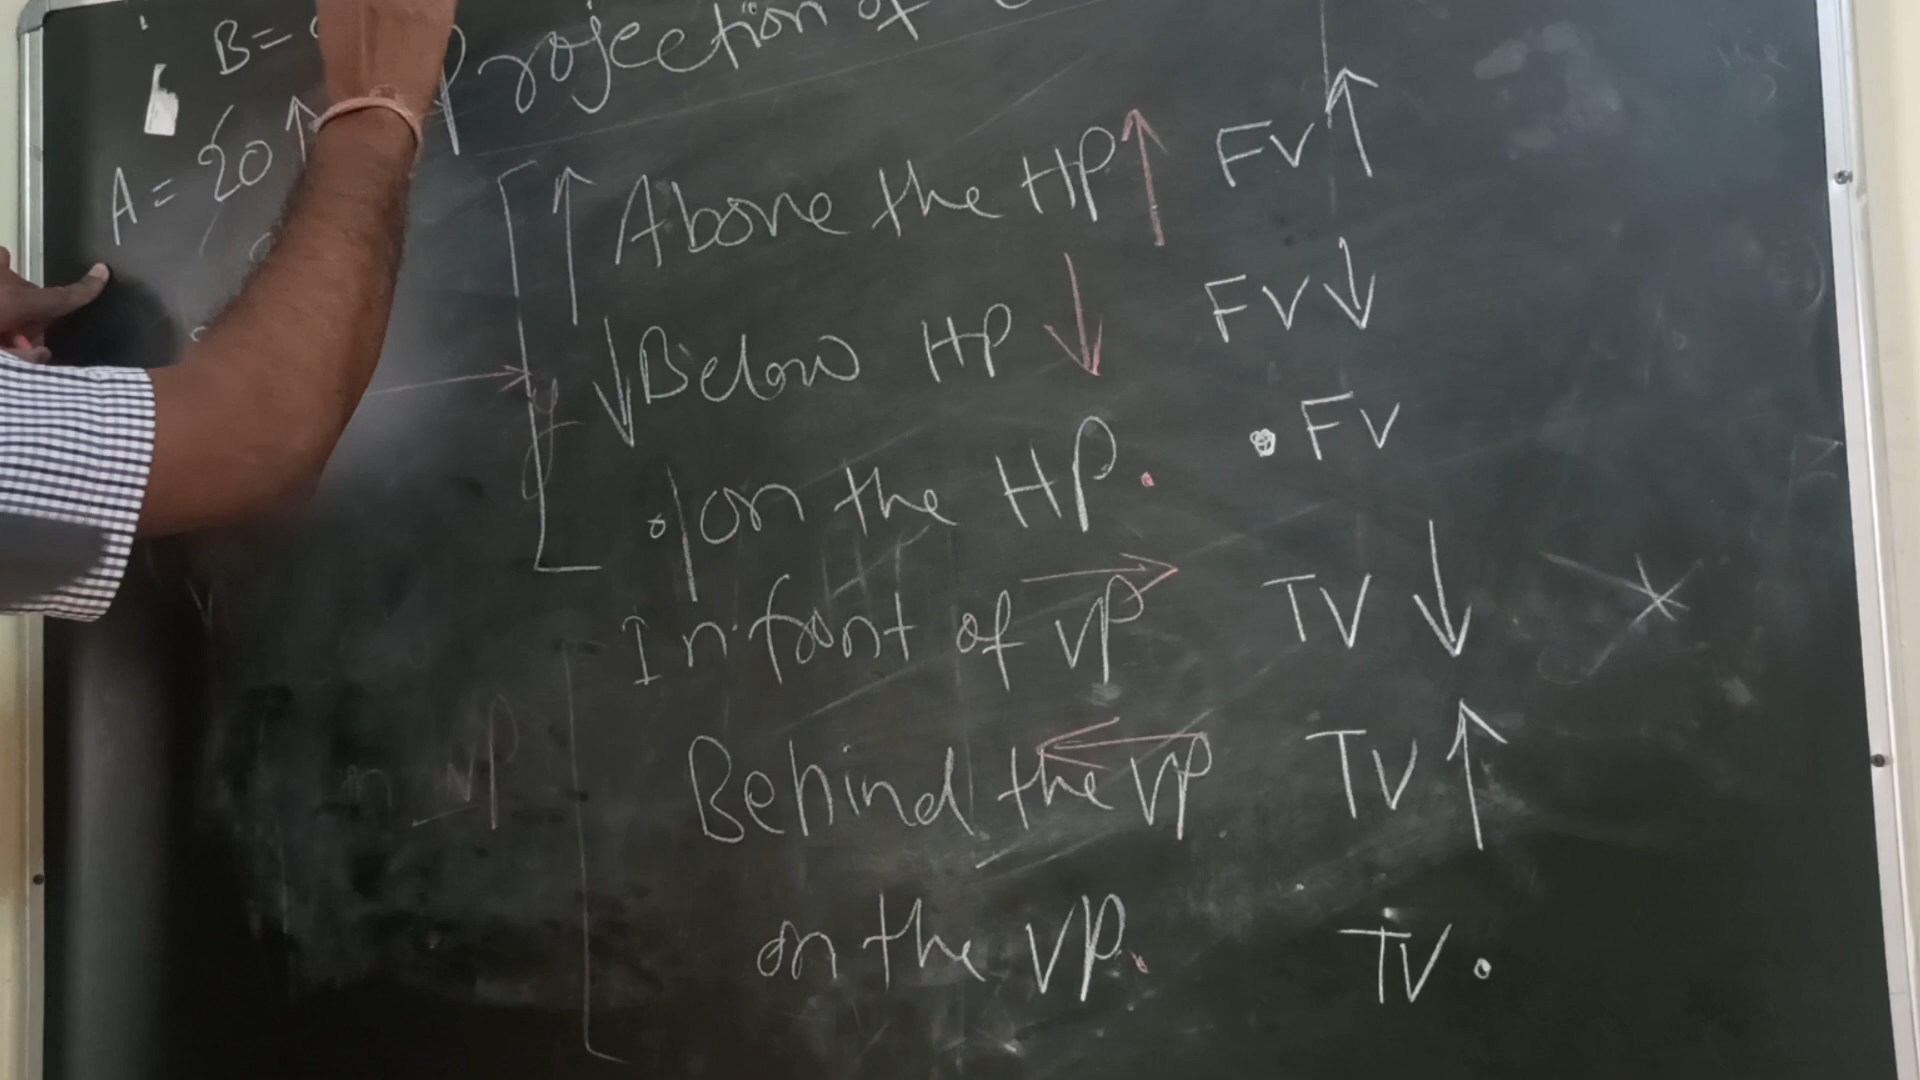 B=
Projection of
A = 20 ↑
↑ Above the HP ↑ FV ↑
↓ Below HP ↓ FV ↓
on the HP. • FV
In front of VP → TV ↓
Behind the VP ← TV ↑
on the VP. TV •
VP